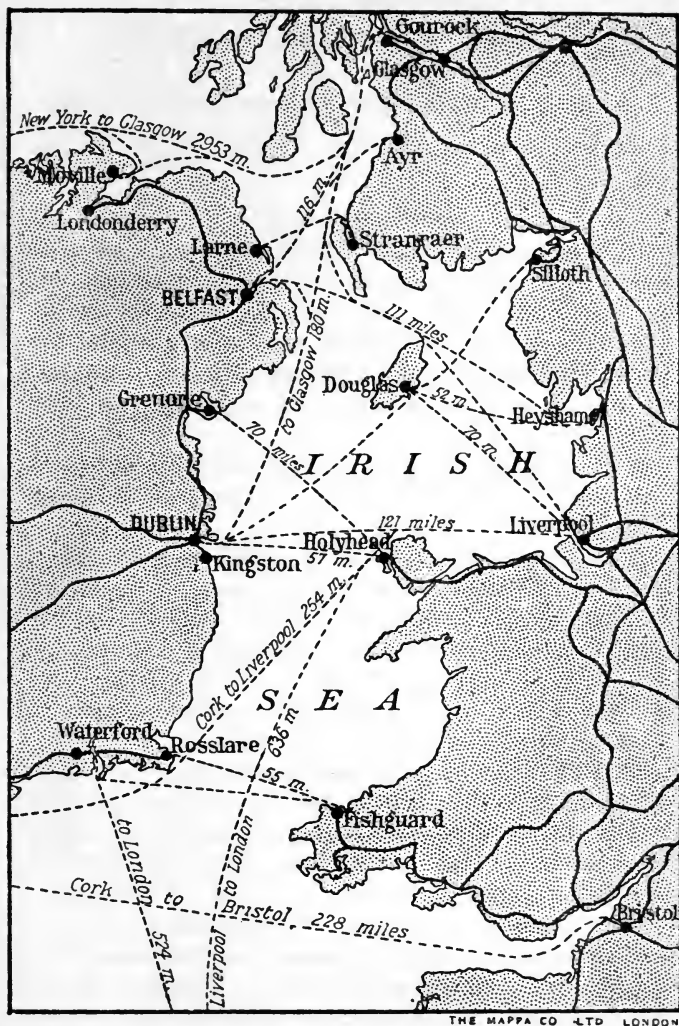 Gourock
Glasgow
New York to Glasgow 2953 m.
Moville
Ayr
116 m.
Londonderry
Larne
Stranraer
Silloth
BELFAST
111 miles
to Glasgow 180 m.
Douglas
52 m.
Heysham
Grenore
70 miles
70 m.
IRISH
DUBLIN
121 miles
Liverpool
Holyhead
Kingston
57 m.
Cork to Liverpool 254 m.
SEA
Waterford
Rosslare
Liverpool to London 636 m
55 m.
Fishguard
to London 574 m.
Cork to Bristol 228 miles
Bristol
THE MAPPA CO LTD LONDON